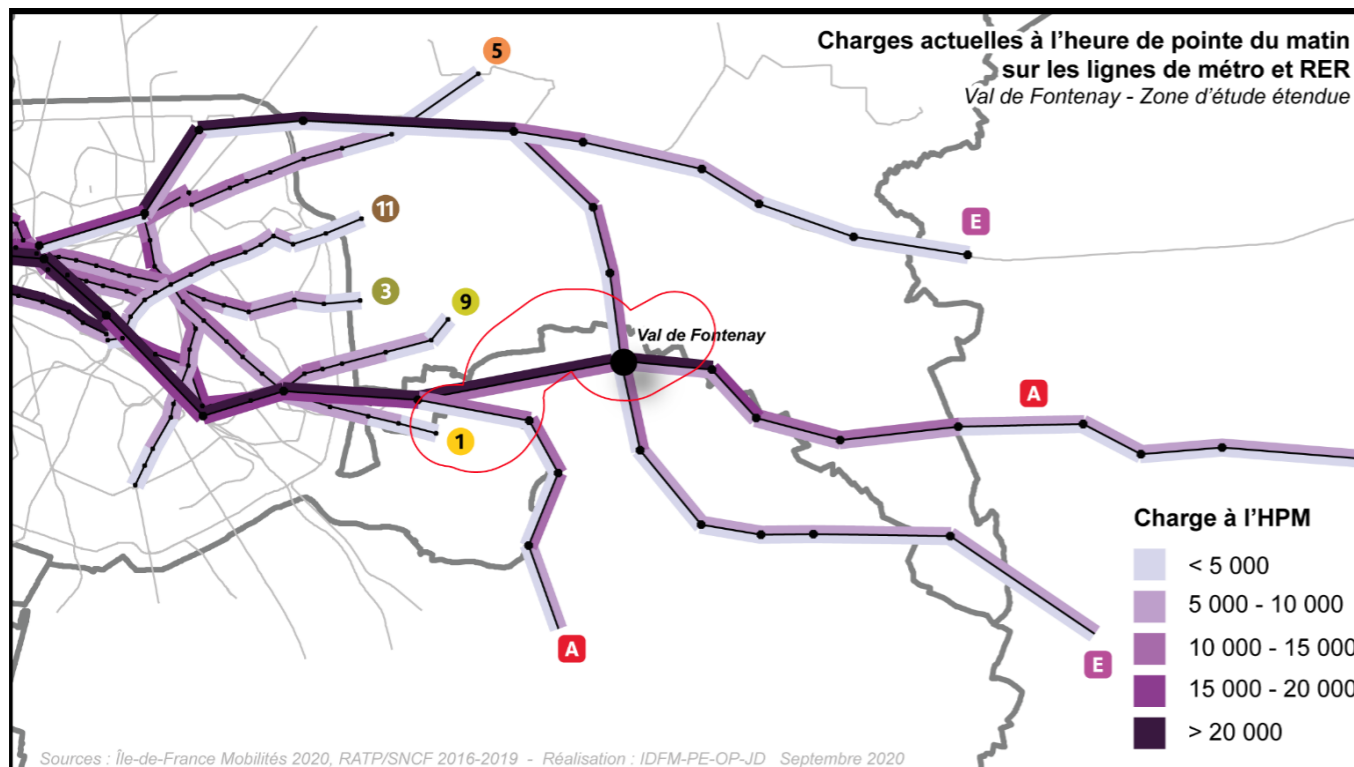 Charges actuelles à l'heure de pointe du matin
sur les lignes de métro et RER
Val de Fontenay - Zone d'étude étendue
5
11
E
3
9
Val de Fontenay
A
1
A
E
Charge à l'HPM
< 5 000
5 000 - 10 000
10 000 - 15 000
15 000 - 20 000
> 20 000
Sources : Île-de-France Mobilités 2020, RATP/SNCF 2016-2019 - Réalisation : IDFM-PE-OP-JD Septembre 2020